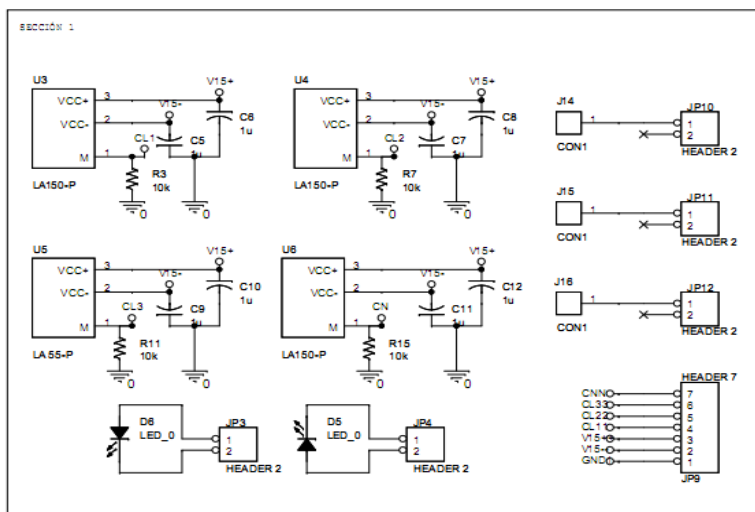 SECCIÓN 1
U3
VCC+ 3
VCC- 2
M 1
LA150-P
V15+
V15-
CL1
C6
1u
C5
1u
R3
10k
0
0
U4
VCC+ 3
VCC- 2
M 1
LA150-P
V15+
V15-
CL2
C8
1u
C7
1u
R7
10k
0
0
J14
1
CON1
JP10
1
2
HEADER 2
J15
1
CON1
JP11
1
2
HEADER 2
J16
1
CON1
JP12
1
2
HEADER 2
U5
VCC+ 3
VCC- 2
M 1
LA55-P
V15+
V15-
CL3
C10
1u
C9
1u
R11
10k
0
0
U6
VCC+ 3
VCC- 2
M 1
LA150-P
V15+
V15-
CN
C12
1u
C11
1u
R15
10k
0
0
D6
LED_0
JP3
1
2
HEADER 2
D5
LED_0
JP4
1
2
HEADER 2
HEADER 7
CNN 7
CL33 6
CL22 5
CL11 4
V15+ 3
V15- 2
GND 1
JP9